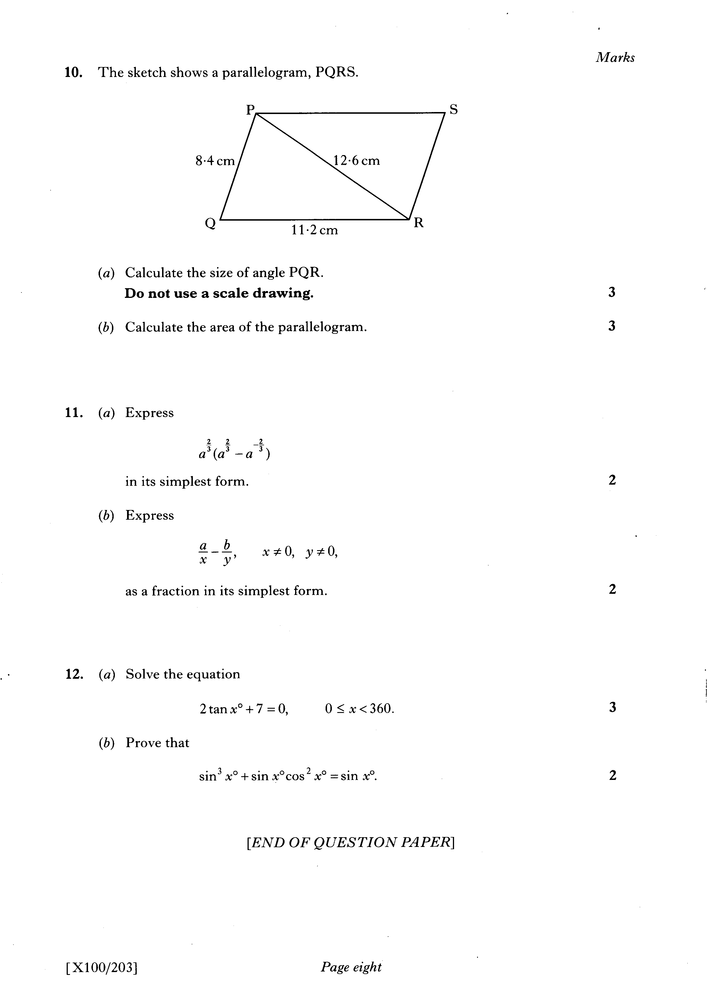 Marks
10. The sketch shows a parallelogram, PQRS.
P
S
8·4 cm
12·6 cm
Q
R
11·2 cm
(a) Calculate the size of angle PQR.
Do not use a scale drawing. 3
(b) Calculate the area of the parallelogram. 3
11. (a) Express
a^{2/3}(a^{2/3} − a^{−2/3})
in its simplest form. 2
(b) Express
a/x − b/y, x ≠ 0, y ≠ 0,
as a fraction in its simplest form. 2
12. (a) Solve the equation
2 tan x° + 7 = 0, 0 ≤ x < 360. 3
(b) Prove that
sin³ x° + sin x° cos² x° = sin x°. 2
[END OF QUESTION PAPER]
[X100/203] Page eight